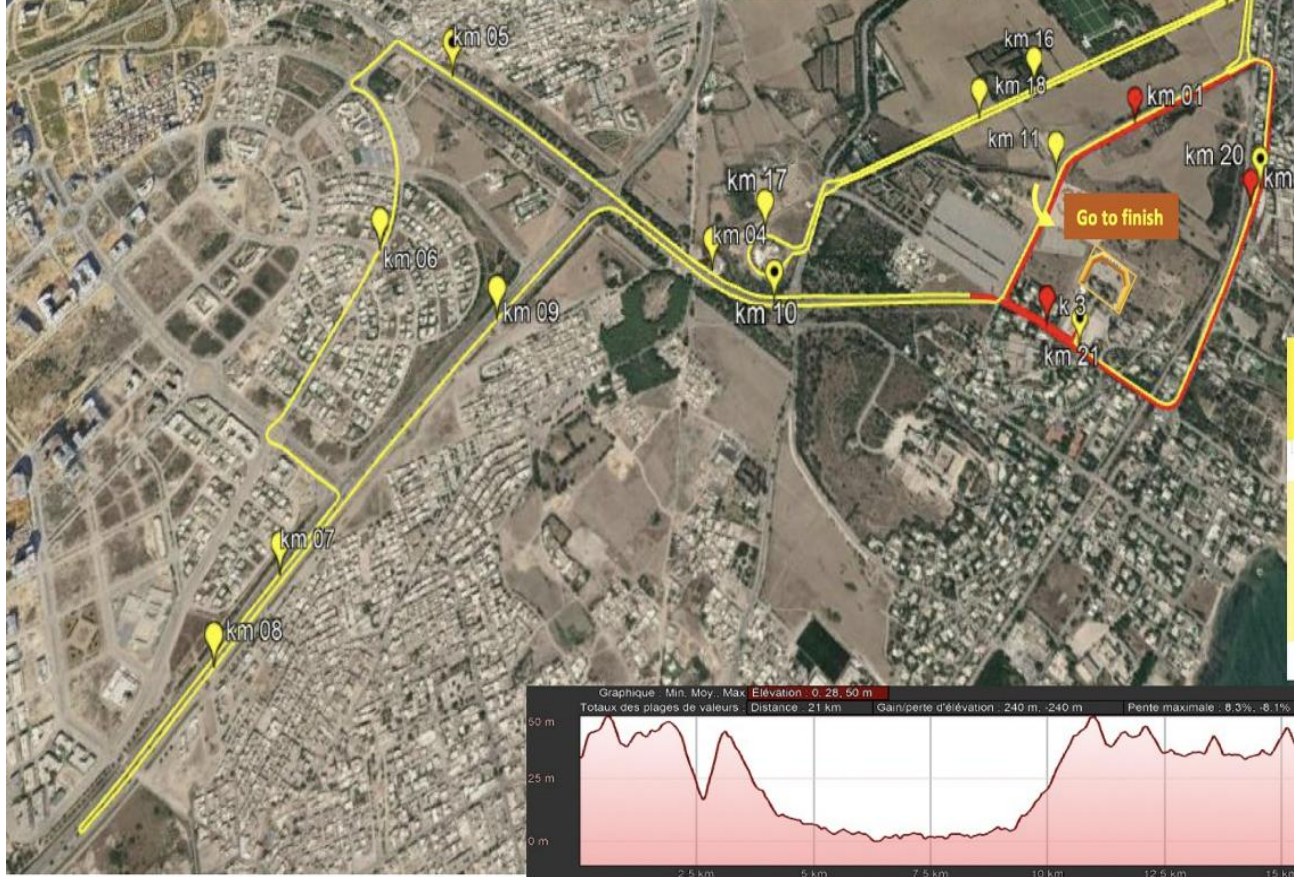 km 05
km 16
km 18
km 01
km 11
km 20
km
km 17
Go to finish
km 04
km 06
km 09
km 10
k 3
km 21
km 07
km 08
Graphique : Min. Moy.. Max. Élévation : 0, 28, 50 m
Totaux des plages de valeurs : Distance : 21 km Gain/perte d'élévation : 240 m, -240 m Pente maximale : 8.3%, -8.1%
50 m
25 m
0 m
2.5 km 5 km 7.5 km 10 km 12.5 km 15 km